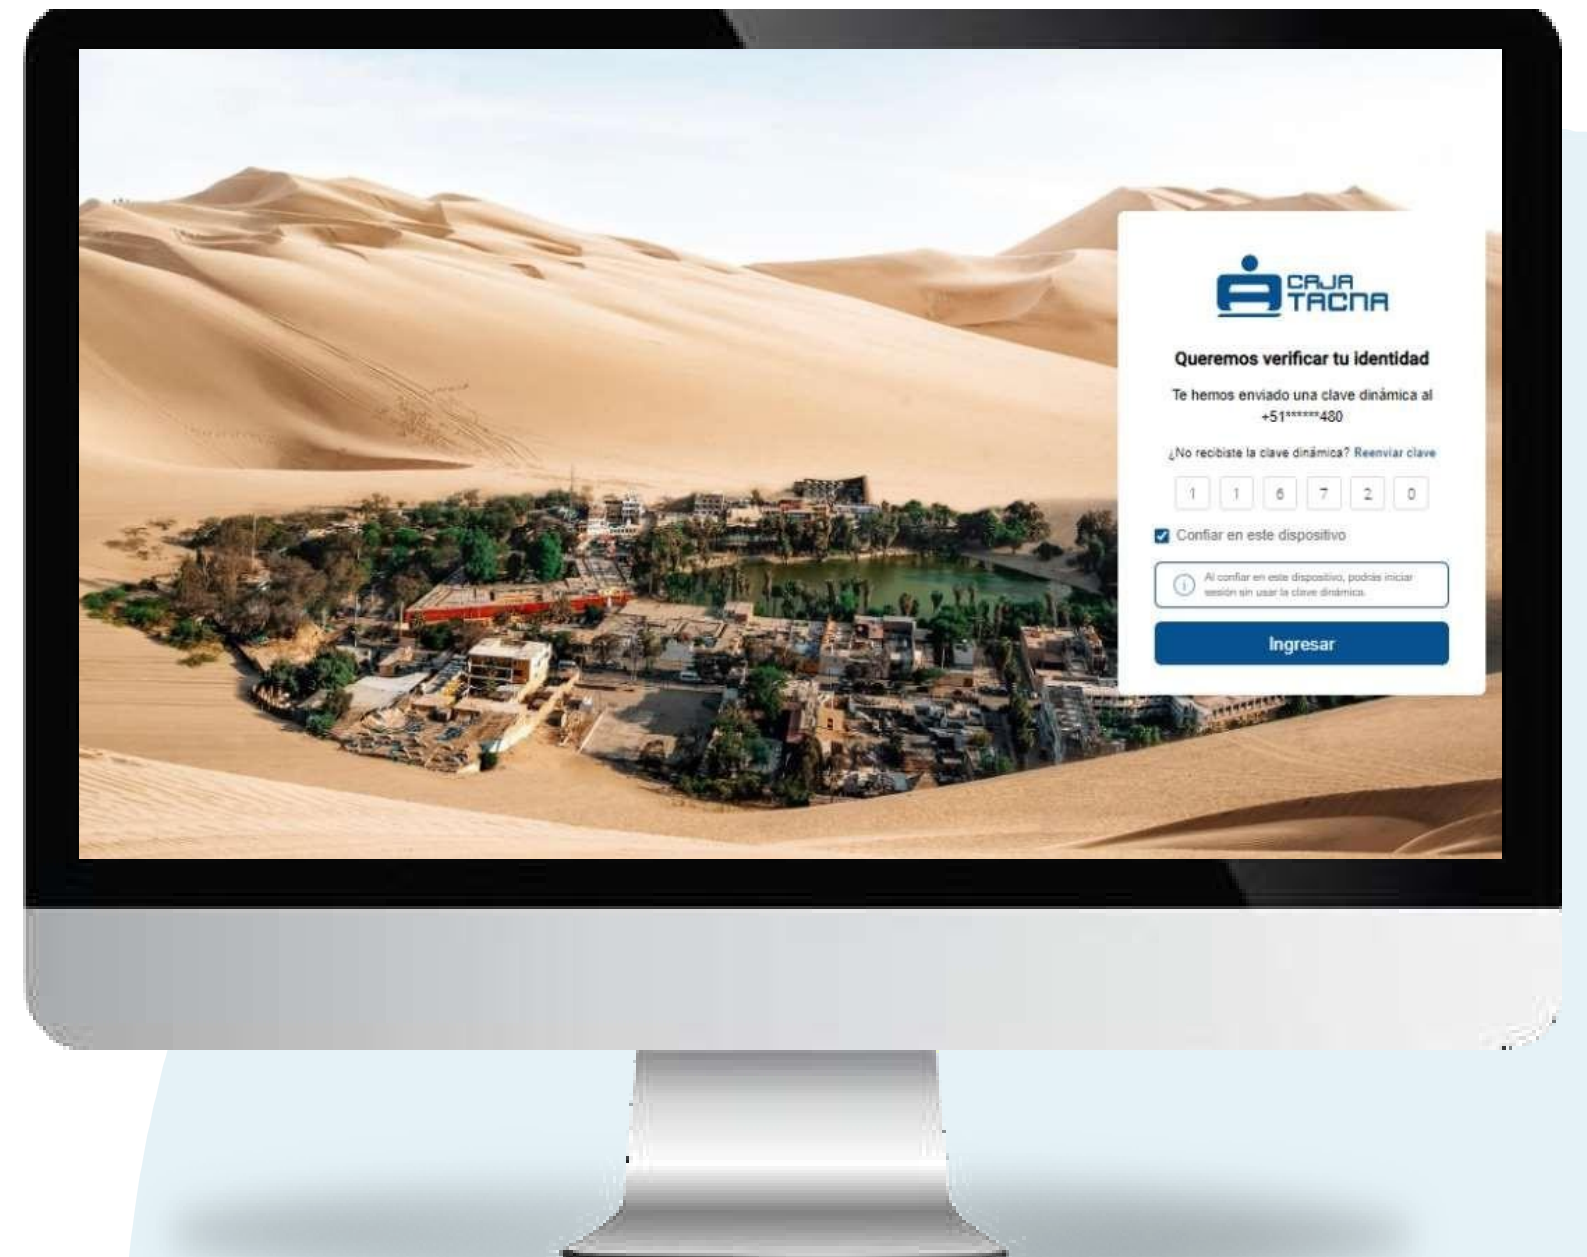 CAJA
TACNA
Queremos verificar tu identidad
Te hemos enviado una clave dinámica al
+51******480
¿No recibiste la clave dinámica? Reenviar clave
1 1 6 7 2 0
Confiar en este dispositivo
Al confiar en este dispositivo, podrás iniciar
sesión sin usar la clave dinámica.
Ingresar